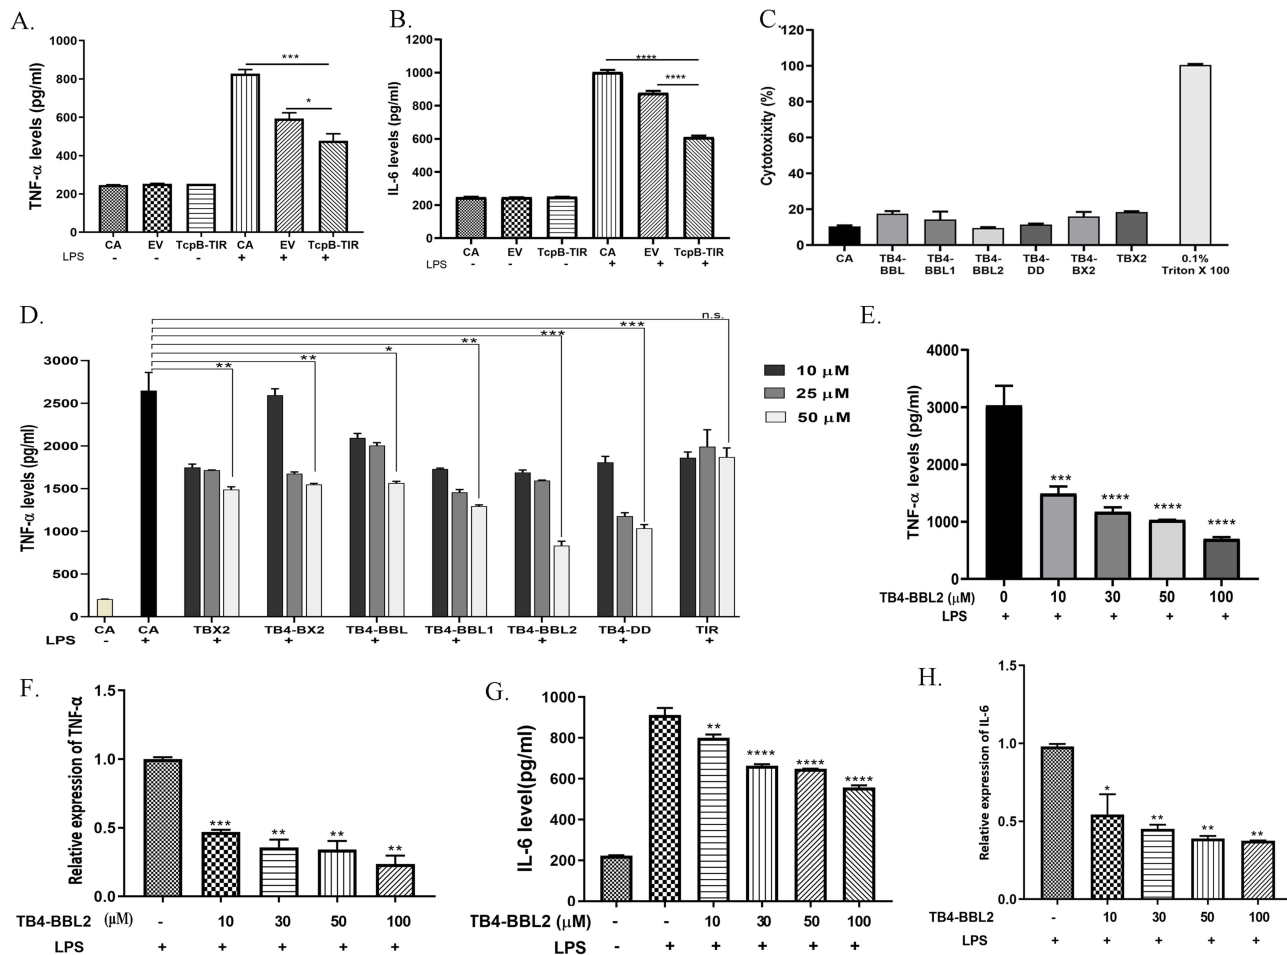 A.
TNF-α levels (pg/ml)
1000
800
600
400
200
0
***
*
CA EV TcpB-TIR CA EV TcpB-TIR
LPS - - - + + +
B.
IL-6 levels (pg/ml)
1200
1000
800
600
400
200
0
****
****
CA EV TcpB-TIR CA EV TcpB-TIR
LPS - - - + + +
C.
Cytotoxixity (%)
120
100
80
60
40
20
0
CA TB4-BBL TB4-BBL1 TB4-BBL2 TB4-DD TB4-BX2 TBX2 0.1% Triton X 100
D.
TNF-α levels (pg/ml)
3000
2500
2000
1500
1000
500
0
n.s.
***
***
**
*
**
**
CA CA TBX2 TB4-BX2 TB4-BBL TB4-BBL1 TB4-BBL2 TB4-DD TIR
LPS - + + + + + + + +
10 µM
25 µM
50 µM
E.
TNF-α levels (pg/ml)
4000
3000
2000
1000
0
*** **** **** ****
TB4-BBL2 (µM) 0 10 30 50 100
LPS + + + + +
F.
Relative expression of TNF-α
1.5
1.0
0.5
0.0
*** ** ** **
TB4-BBL2 (µM) - 10 30 50 100
LPS + + + + +
G.
IL-6 level(pg/ml)
1000
800
600
400
200
0
** **** **** ****
TB4-BBL2 (µM) - - 10 30 50 100
LPS - + + + + +
H.
Relative expression of IL-6
1.5
1.0
0.5
0.0
* ** ** **
TB4-BBL2 - 10 30 50 100
LPS + + + + +